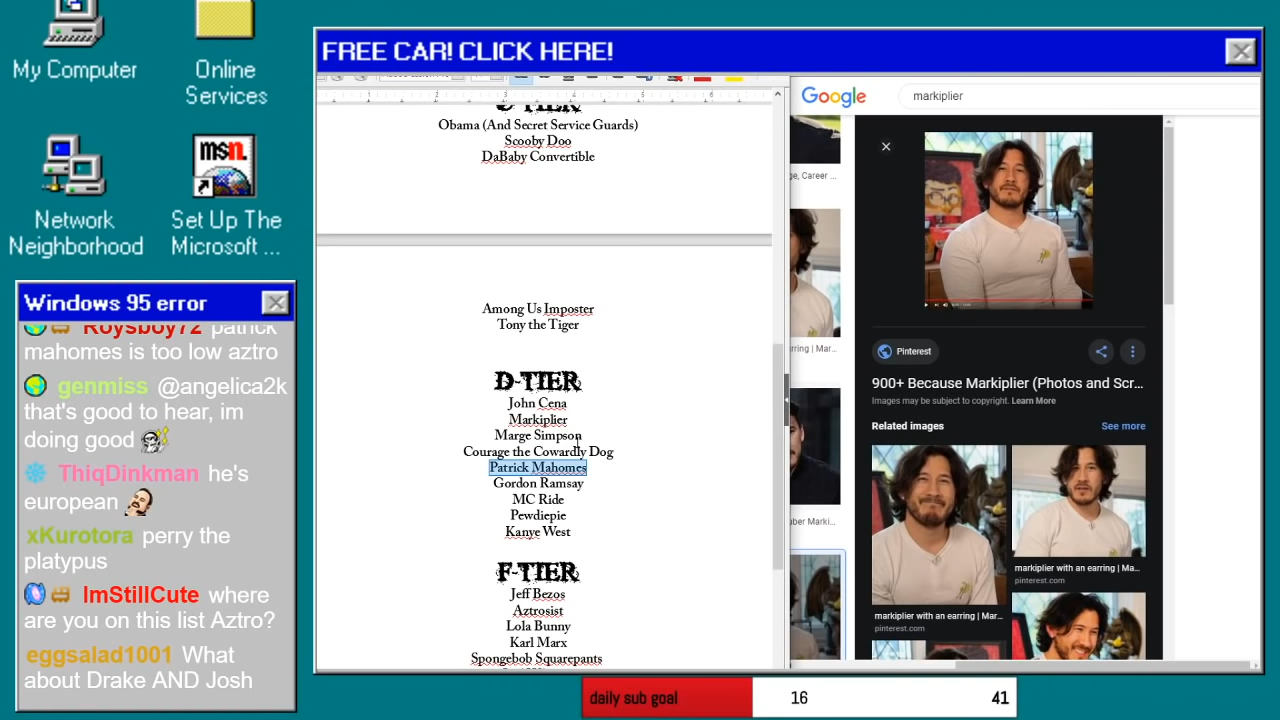 My Computer
Online
Services
msn.
Network
Neighborhood
Set Up The
Microsoft ...
FREE CAR! CLICK HERE!
Obama (And Secret Service Guards)
Scooby Doo
DaBaby Convertible
Among Us Imposter
Tony the Tiger
D-TIER
John Cena
Markiplier
Marge Simpson
Courage the Cowardly Dog
Patrick Mahomes
Gordon Ramsay
MC Ride
Pewdiepie
Kanye West
F-TIER
Jeff Bezos
Aztrosist
Lola Bunny
Karl Marx
Spongebob Squarepants
Google
markiplier
ge, Career ...
rring | Mar...
uber Marki...
Pinterest
900+ Because Markiplier (Photos and Scr...
Images may be subject to copyright. Learn More
Related images
See more
markiplier with an earring | Mar...
pinterest.com
markiplier with an earring | Ma...
pinterest.com
Windows 95 error
Roysboy72 patrick
mahomes is too low aztro
genmiss @angelica2k
that's good to hear, im
doing good
ThiqDinkman he's
european
xKurotora perry the
platypus
ImStillCute where
are you on this list Aztro?
eggsalad1001 What
about Drake AND Josh
daily sub goal
16
41